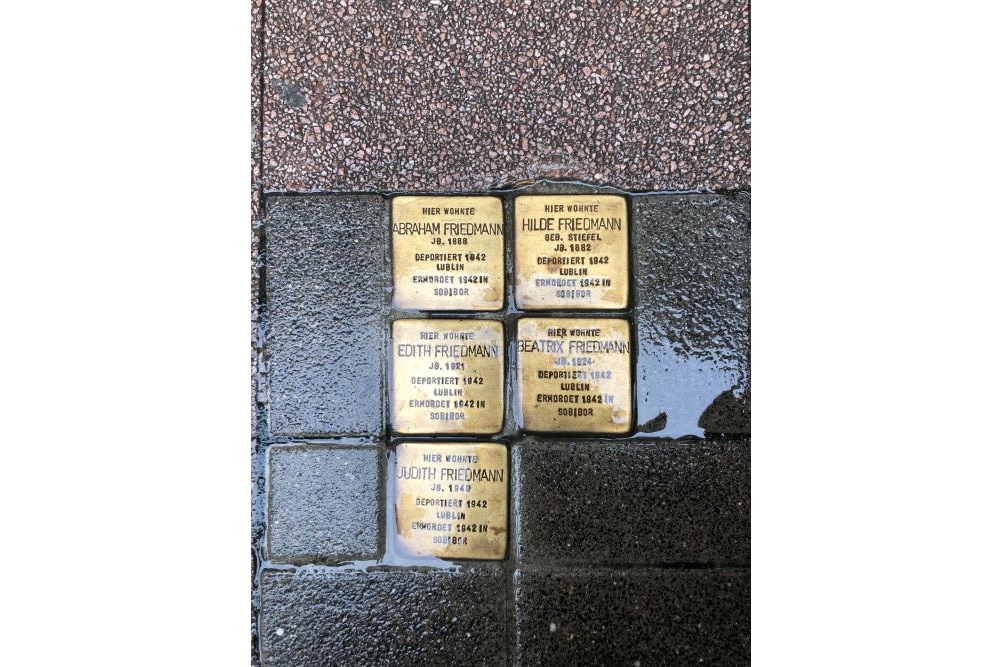 HIER WOHNTE
ABRAHAM FRIEDMANN
JG. 1888
DEPORTIERT 1942
LUBLIN
ERMORDET 1942 IN
SOBIBOR
HIER WOHNTE
HILDE FRIEDMANN
GEB. STIEFEL
JG. 1882
DEPORTIERT 1942
LUBLIN
ERMORDET 1942 IN
SOBIBOR
HIER WOHNTE
EDITH FRIEDMANN
JG. 1921
DEPORTIERT 1942
LUBLIN
ERMORDET 1942 IN
SOBIBOR
HIER WOHNTE
BEATRIX FRIEDMANN
JG. 1924
DEPORTIERT 1942
LUBLIN
ERMORDET 1942 IN
SOBIBOR
HIER WOHNTE
JUDITH FRIEDMANN
JG. 1940
DEPORTIERT 1942
LUBLIN
ERMORDET 1942 IN
SOBIBOR